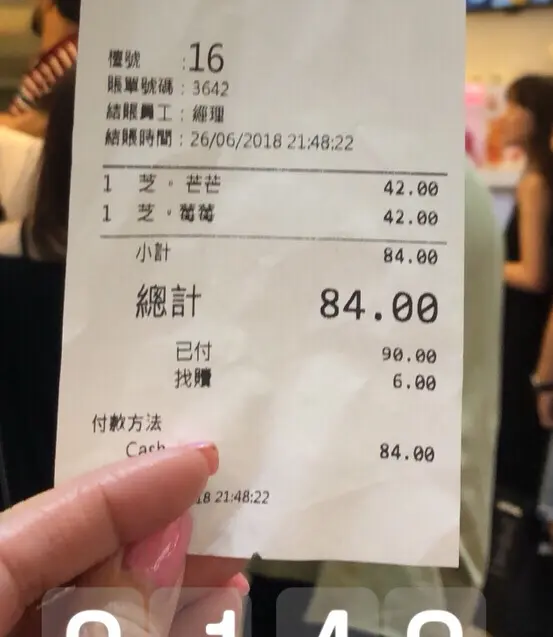 檯號 :16
賬單號碼 : 3642
結賬員工 : 經理
結賬時間 : 26/06/2018 21:48:22
1 芝。芒芒 42.00
1 芝。莓莓 42.00
小計 84.00
總計 84.00
已付 90.00
找贖 6.00
付款方法
Cash 84.00
18 21:48:22